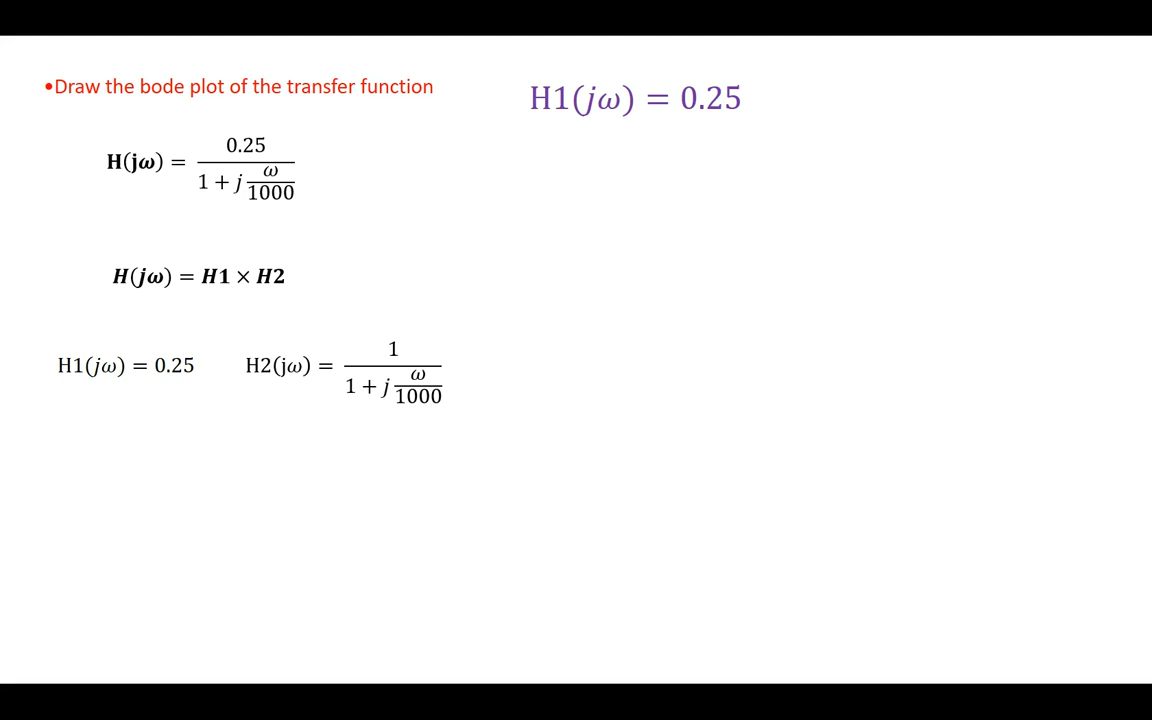 •Draw the bode plot of the transfer function
H1(jω) = 0.25
H(jω) = 0.25 / (1 + j ω/1000)
H(jω) = H1 × H2
H1(jω) = 0.25
H2(jω) = 1 / (1 + j ω/1000)